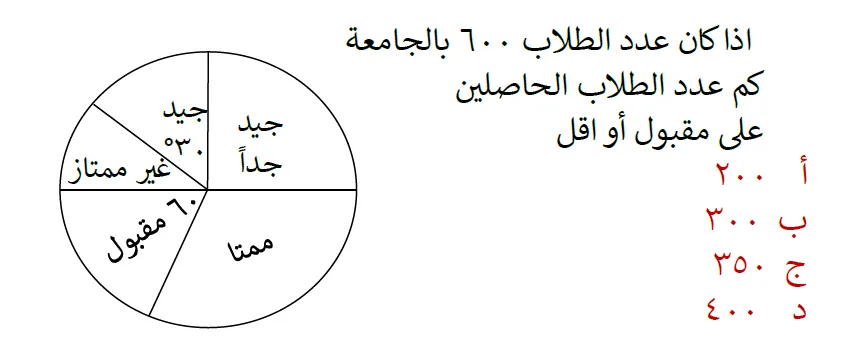 اذا كان عدد الطلاب ٦٠٠ بالجامعة
كم عدد الطلاب الحاصلين
على مقبول أو اقل
أ ٢٠٠
ب ٣٠٠
ج ٣٥٠
د ٤٠٠
جيد
جداً
جيد
٣٠°
غير ممتاز
٦٠ مقبول
ممتا